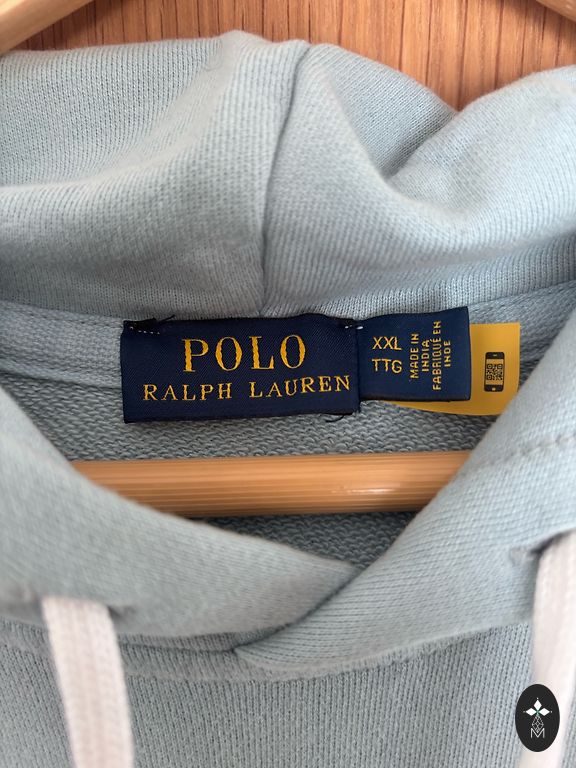 POLO
RALPH LAUREN
XXL
TTG
MADE IN
INDIA
FABRIQUÉ EN
INDE
M